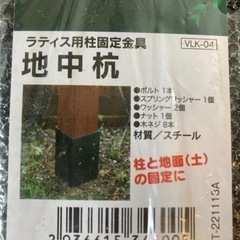 ラティス用柱固定金具
VLK-04
地中杭
●ボルト 1本
●スプリングワッシャー 1個
●ワッシャー 2個
●ナット 1個
●木ネジ 8本
材質／スチール
柱と地面(土)
の固定に
T-221113A